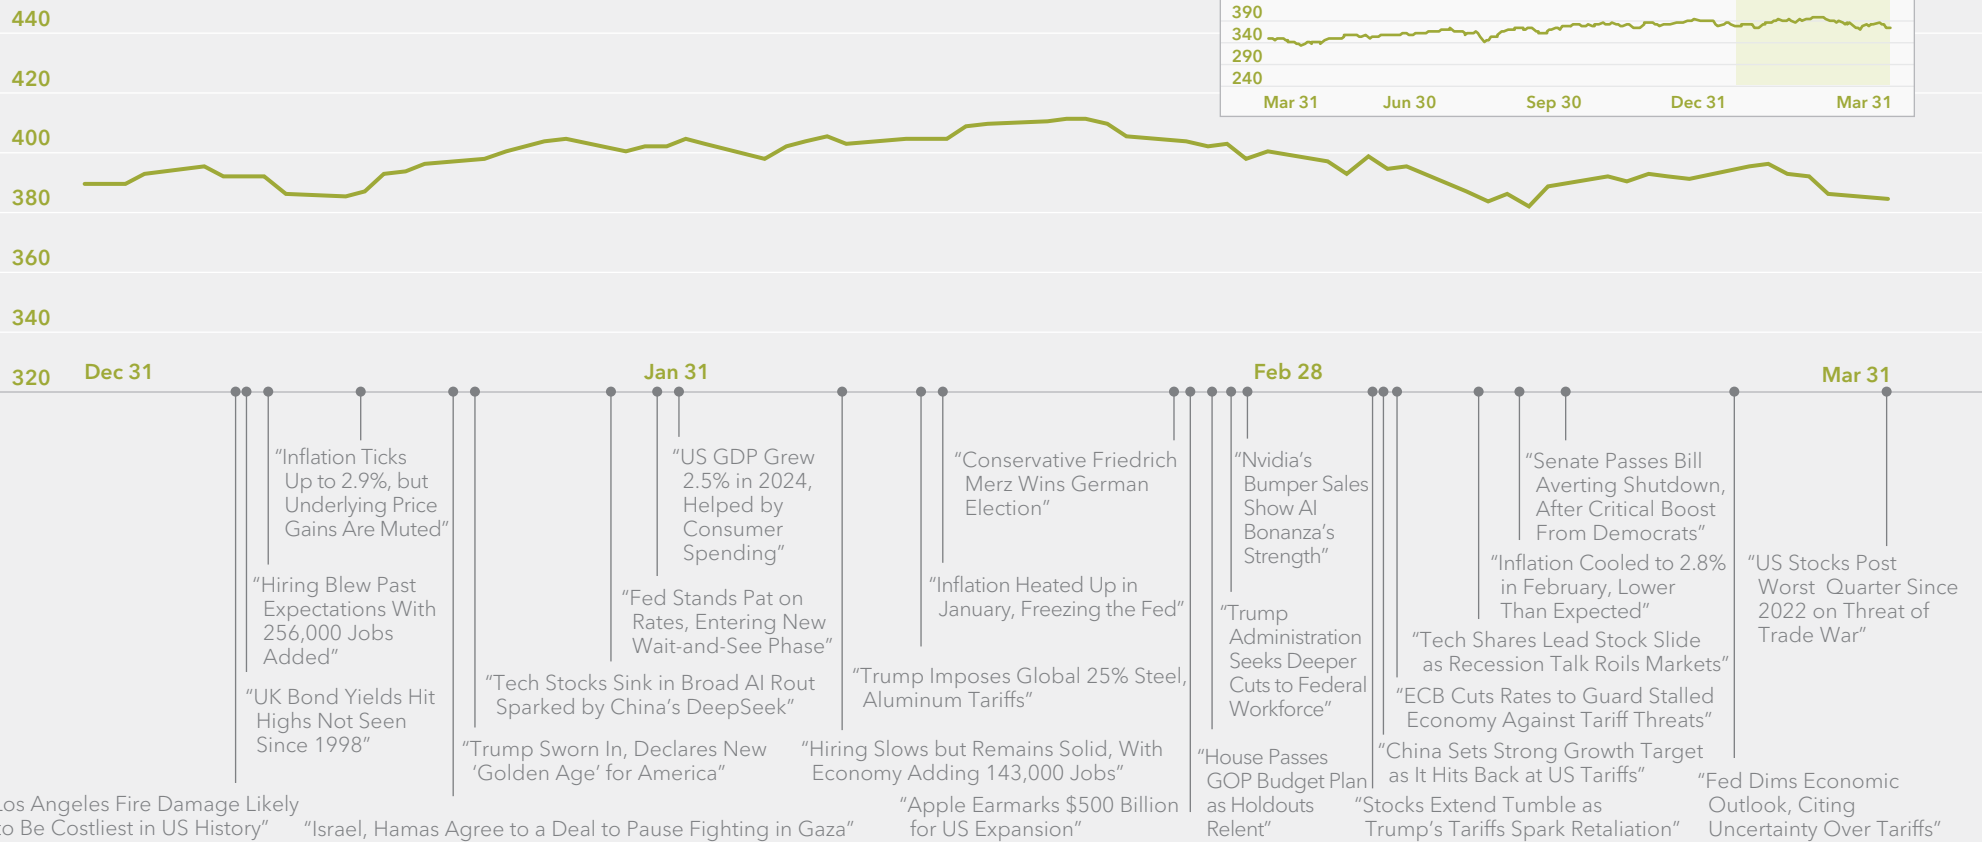 440
420
400
380
360
340
320
390
340
290
240
Mar 31
Jun 30
Sep 30
Dec 31
Mar 31
Dec 31
Jan 31
Feb 28
Mar 31
Los Angeles Fire Damage Likely
to Be Costliest in US History”
“UK Bond Yields Hit
Highs Not Seen
Since 1998”
“Hiring Blew Past
Expectations With
256,000 Jobs
Added”
“Inflation Ticks
Up to 2.9%, but
Underlying Price
Gains Are Muted”
“Israel, Hamas Agree to a Deal to Pause Fighting in Gaza”
“Trump Sworn In, Declares New
‘Golden Age’ for America”
“Tech Stocks Sink in Broad AI Rout
Sparked by China’s DeepSeek”
“Fed Stands Pat on
Rates, Entering New
Wait-and-See Phase”
“US GDP Grew
2.5% in 2024,
Helped by
Consumer
Spending”
“Hiring Slows but Remains Solid, With
Economy Adding 143,000 Jobs”
“Trump Imposes Global 25% Steel,
Aluminum Tariffs”
“Inflation Heated Up in
January, Freezing the Fed”
“Conservative Friedrich
Merz Wins German
Election”
“Apple Earmarks $500 Billion
for US Expansion”
“House Passes
GOP Budget Plan
as Holdouts
Relent”
“Trump
Administration
Seeks Deeper
Cuts to Federal
Workforce”
“Nvidia’s
Bumper Sales
Show AI
Bonanza’s
Strength”
“Stocks Extend Tumble as
Trump’s Tariffs Spark Retaliation”
“China Sets Strong Growth Target
as It Hits Back at US Tariffs”
“ECB Cuts Rates to Guard Stalled
Economy Against Tariff Threats”
“Tech Shares Lead Stock Slide
as Recession Talk Roils Markets”
“Inflation Cooled to 2.8%
in February, Lower
Than Expected”
“Senate Passes Bill
Averting Shutdown,
After Critical Boost
From Democrats”
“Fed Dims Economic
Outlook, Citing
Uncertainty Over Tariffs”
“US Stocks Post
Worst Quarter Since
2022 on Threat of
Trade War”